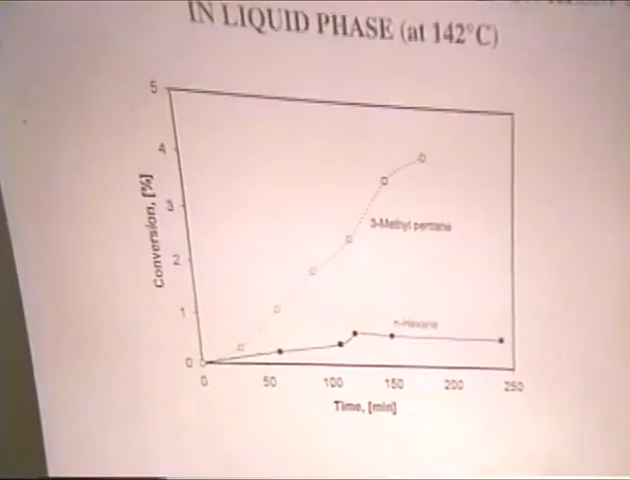 IN LIQUID PHASE (at 142°C)
5
4
3
2
1
0
Conversion, [%]
3-Methyl pentane
n-Hexane
0 50 100 150 200 250
Time, [min]